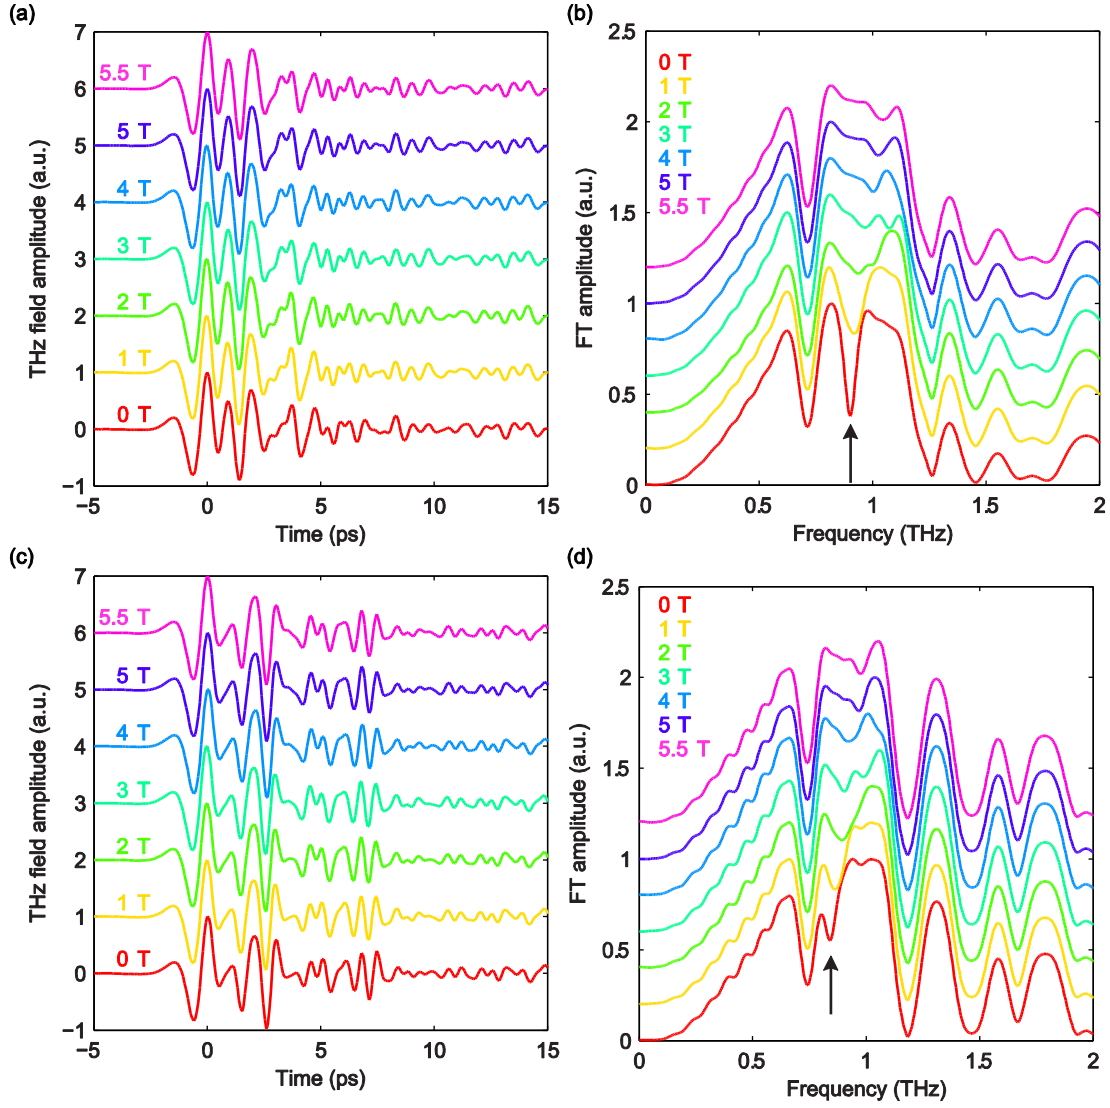 (a)
7
6
5
4
3
2
1
0
−1
THz field amplitude (a.u.)
5.5 T
5 T
4 T
3 T
2 T
1 T
0 T
−5 0 5 10 15
Time (ps)
(b)
2.5
2
1.5
1
0.5
0
FT amplitude (a.u.)
0 T
1 T
2 T
3 T
4 T
5 T
5.5 T
0 0.5 1 1.5 2
Frequency (THz)
(c)
7
6
5
4
3
2
1
0
−1
THz field amplitude (a.u.)
5.5 T
5 T
4 T
3 T
2 T
1 T
0 T
−5 0 5 10 15
Time (ps)
(d)
2.5
2
1.5
1
0.5
0
FT amplitude (a.u.)
0 T
1 T
2 T
3 T
4 T
5 T
5.5 T
0 0.5 1 1.5 2
Frequency (THz)